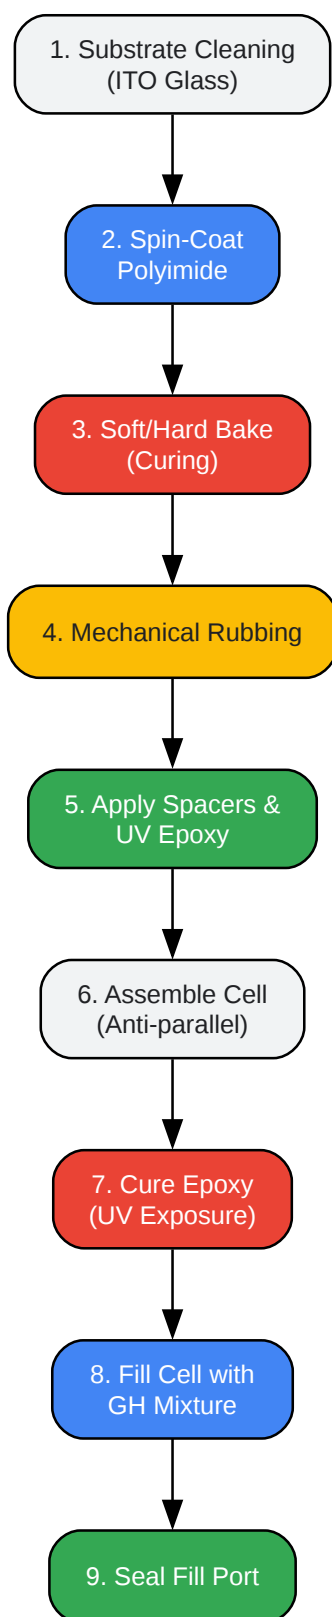 1. Substrate Cleaning
(ITO Glass)
2. Spin-Coat
Polyimide
3. Soft/Hard Bake
(Curing)
4. Mechanical Rubbing
5. Apply Spacers &
UV Epoxy
6. Assemble Cell
(Anti-parallel)
7. Cure Epoxy
(UV Exposure)
8. Fill Cell with
GH Mixture
9. Seal Fill Port